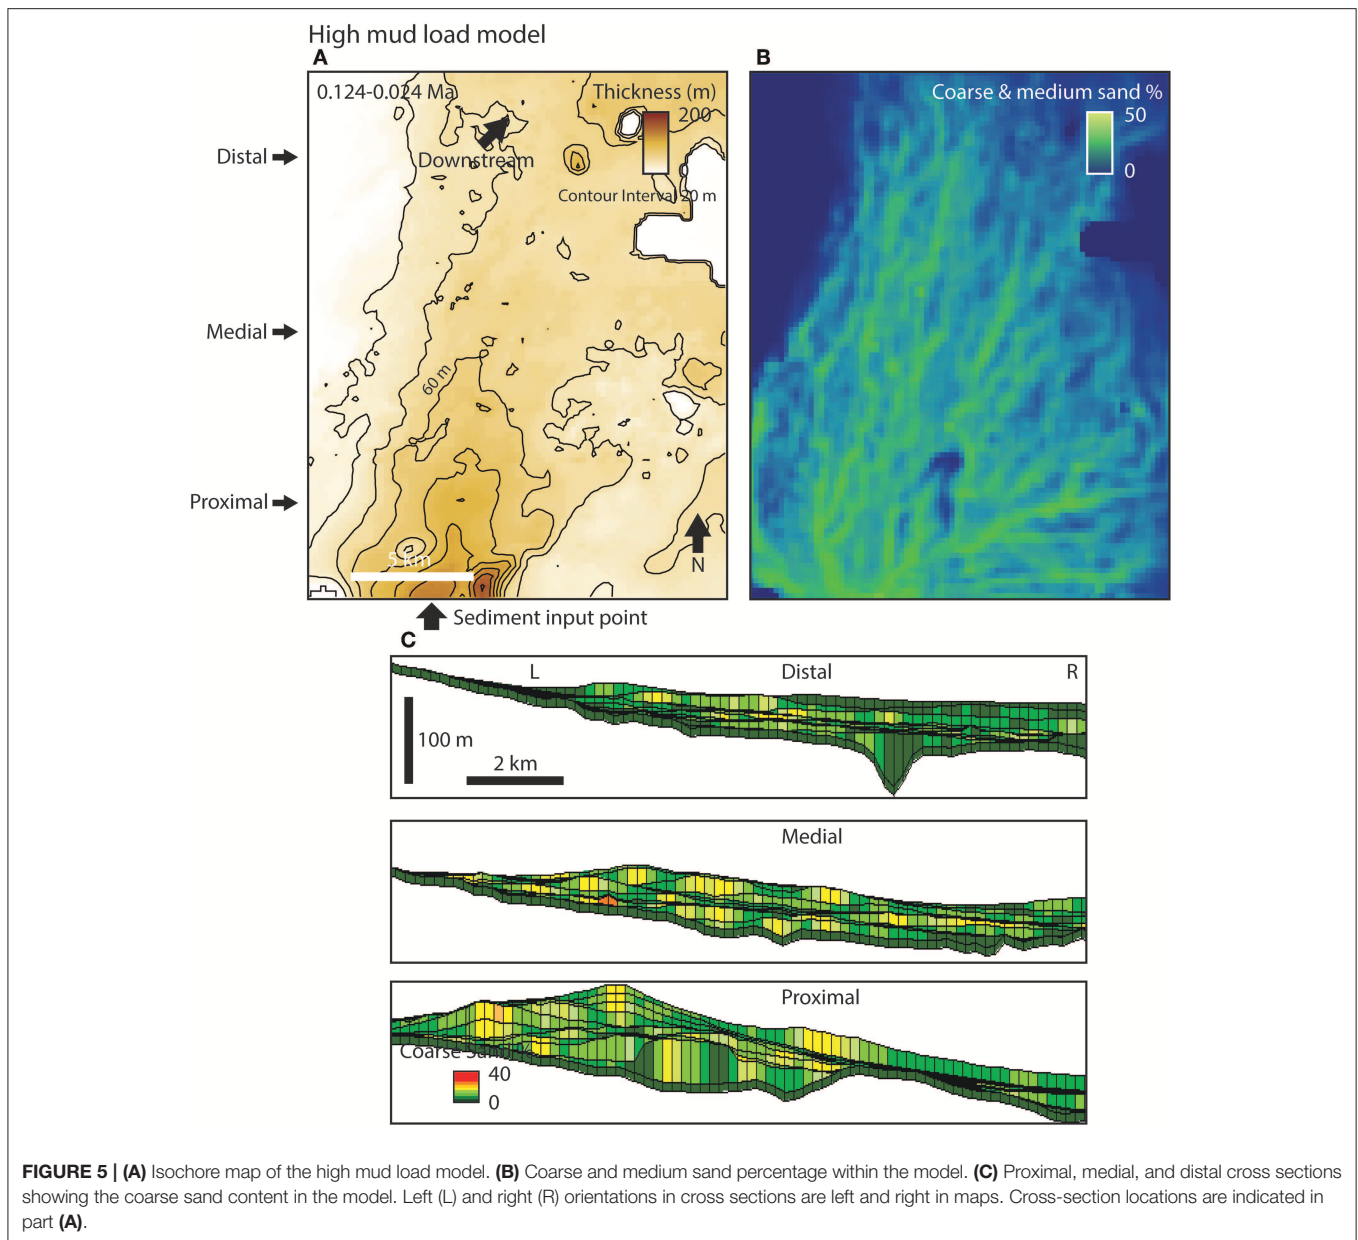 High mud load model
A
B
0.124-0.024 Ma
Thickness (m)
200
Downstream
Contour Interval 20 m
Coarse & medium sand %
50
0
Distal
Medial
60 m
Proximal
5 km
N
Sediment input point
C
L
Distal
R
100 m
2 km
Medial
Proximal
40
0
FIGURE 5 | (A) Isochore map of the high mud load model. (B) Coarse and medium sand percentage within the model. (C) Proximal, medial, and distal cross sections
showing the coarse sand content in the model. Left (L) and right (R) orientations in cross sections are left and right in maps. Cross-section locations are indicated in
part (A).